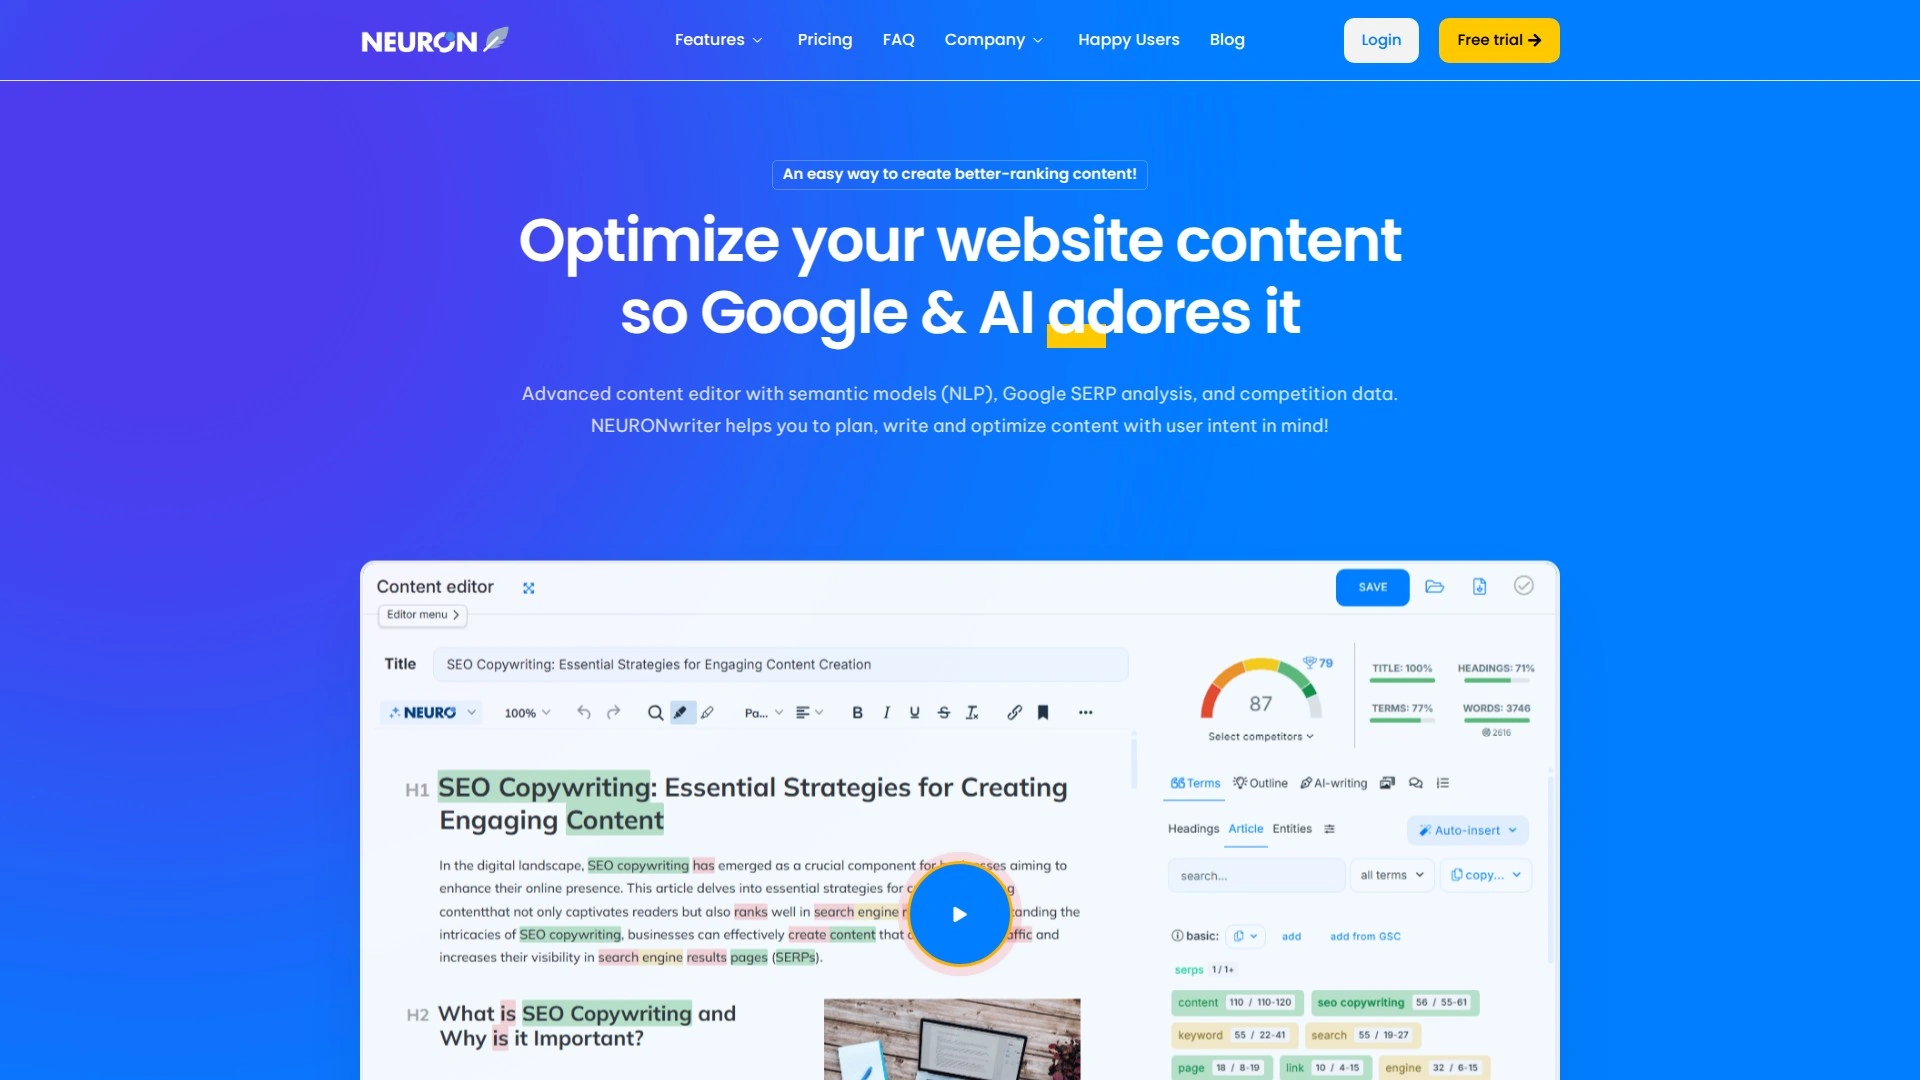 NEURON
Features
Pricing
FAQ
Company
Happy Users
Blog
Login
Free trial
An easy way to create better-ranking content!
Optimize your website content
so Google & AI adores it
Advanced content editor with semantic models (NLP), Google SERP analysis, and competition data.
NEURONwriter helps you to plan, write and optimize content with user intent in mind!
Content editor
SAVE
Editor menu
Title
SEO Copywriting: Essential Strategies for Engaging Content Creation
79
87
Select competitors
TITLE: 100%
HEADINGS: 71%
TERMS: 77%
WORDS: 3746
2616
NEURO
100%
Pa...
B I U S
H1 SEO Copywriting: Essential Strategies for Creating
Engaging Content
In the digital landscape, SEO copywriting has emerged as a crucial component for aiming to
enhance their online presence. This article delves into essential strategies for
contentthat not only captivates readers but also ranks well in search engine the
intricacies of SEO copywriting, businesses can effectively create content that and
increases their visibility in search engine results pages (SERPs).
H2 What is SEO Copywriting and
Why is it Important?
Terms
Outline
AI-writing
Headings
Article
Entities
Auto-insert
search...
all terms
copy...
basic:
add
add from GSC
serps 1 / 1+
content 110 / 110-120
seo copywriting 56 / 55-61
keyword 55 / 22-41
search 55 / 19-27
page 18 / 8-19
link 10 / 4-15
engine 32 / 6-15